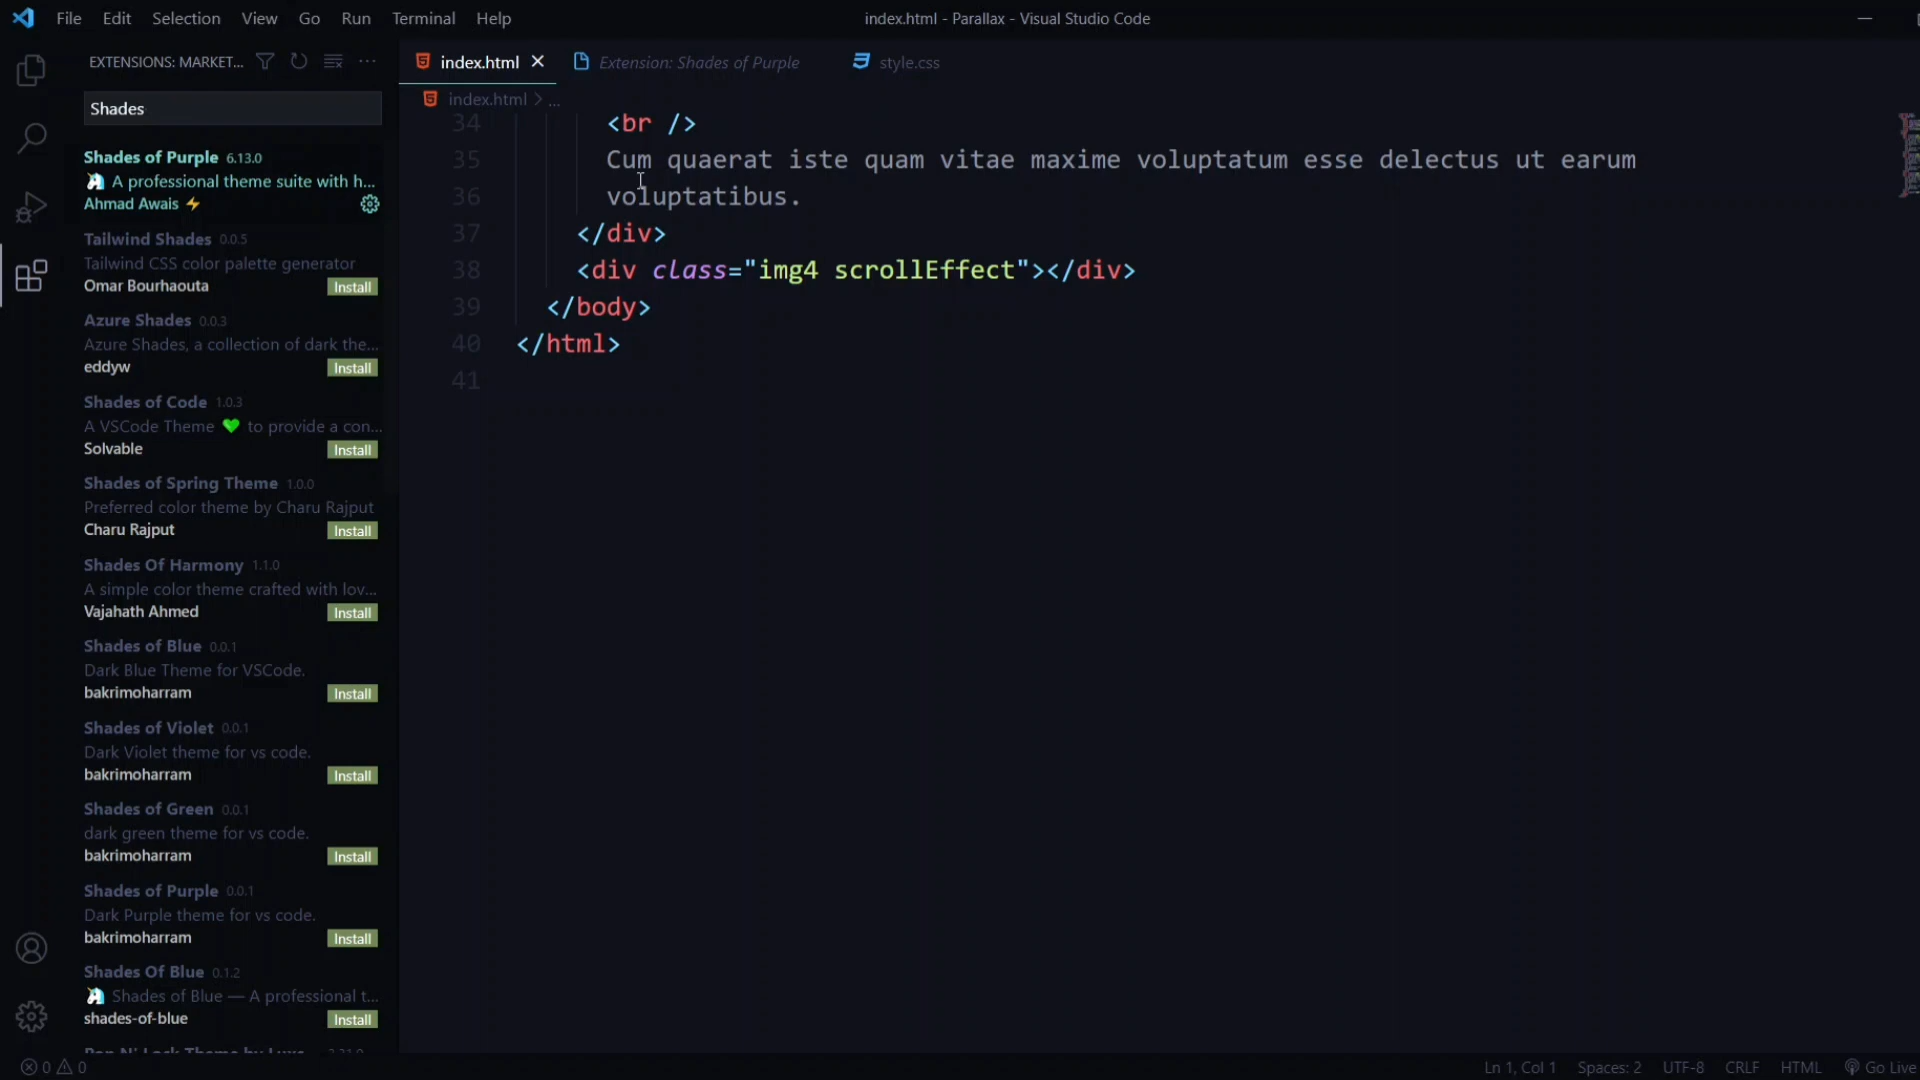 File Edit Selection View Go Run Terminal Help
index.html - Parallax - Visual Studio Code
EXTENSIONS: MARKET...
Shades
Shades of Purple 6.13.0
🦄 A professional theme suite with h...
Ahmad Awais ⚡
Tailwind Shades 0.0.5
Tailwind CSS color palette generator
Omar Bourhaouta Install
Azure Shades 0.0.3
Azure Shades, a collection of dark the...
eddyw Install
Shades of Code 1.0.3
A VSCode Theme 💚 to provide a con...
Solvable Install
Shades of Spring Theme 1.0.0
Preferred color theme by Charu Rajput
Charu Rajput Install
Shades Of Harmony 1.1.0
A simple color theme crafted with lov...
Vajahath Ahmed Install
Shades of Blue 0.0.1
Dark Blue Theme for VSCode.
bakrimoharram Install
Shades of Violet 0.0.1
Dark Violet theme for vs code.
bakrimoharram Install
Shades of Green 0.0.1
dark green theme for vs code.
bakrimoharram Install
Shades of Purple 0.0.1
Dark Purple theme for vs code.
bakrimoharram Install
Shades Of Blue 0.1.2
🦄 Shades of Blue — A professional t...
shades-of-blue Install
index.html Extension: Shades of Purple style.css
index.html > ...
34 <br />
35 Cum quaerat iste quam vitae maxime voluptatum esse delectus ut earum
36 voluptatibus.
37 </div>
38 <div class="img4 scrollEffect"></div>
39 </body>
40 </html>
41
0 0
Ln 1, Col 1 Spaces: 2 UTF-8 CRLF HTML Go Live